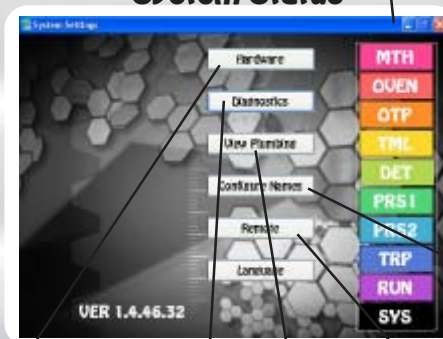 System Status
System Settings
Hardware
Diagnostics
View Plumbing
Configure Names
Remote
Language
VER 1.4.46.32
MTH
OVEN
OTP
TML
DET
PRS1
PRS2
TRP
RUN
SYS